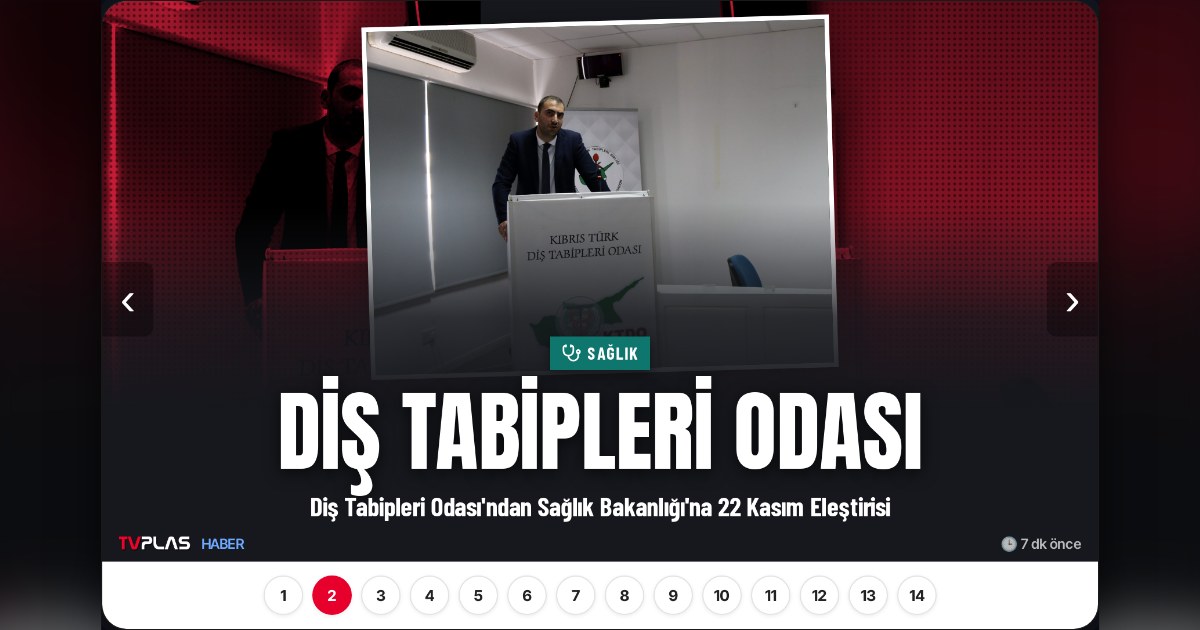 KIBRIS TÜRK
DİŞ TABİPLERİ ODASI
SAĞLIK
DİŞ TABİPLERİ ODASI
Diş Tabipleri Odası'ndan Sağlık Bakanlığı'na 22 Kasım Eleştirisi
TVPLAS HABER
7 dk önce
1 2 3 4 5 6 7 8 9 10 11 12 13 14